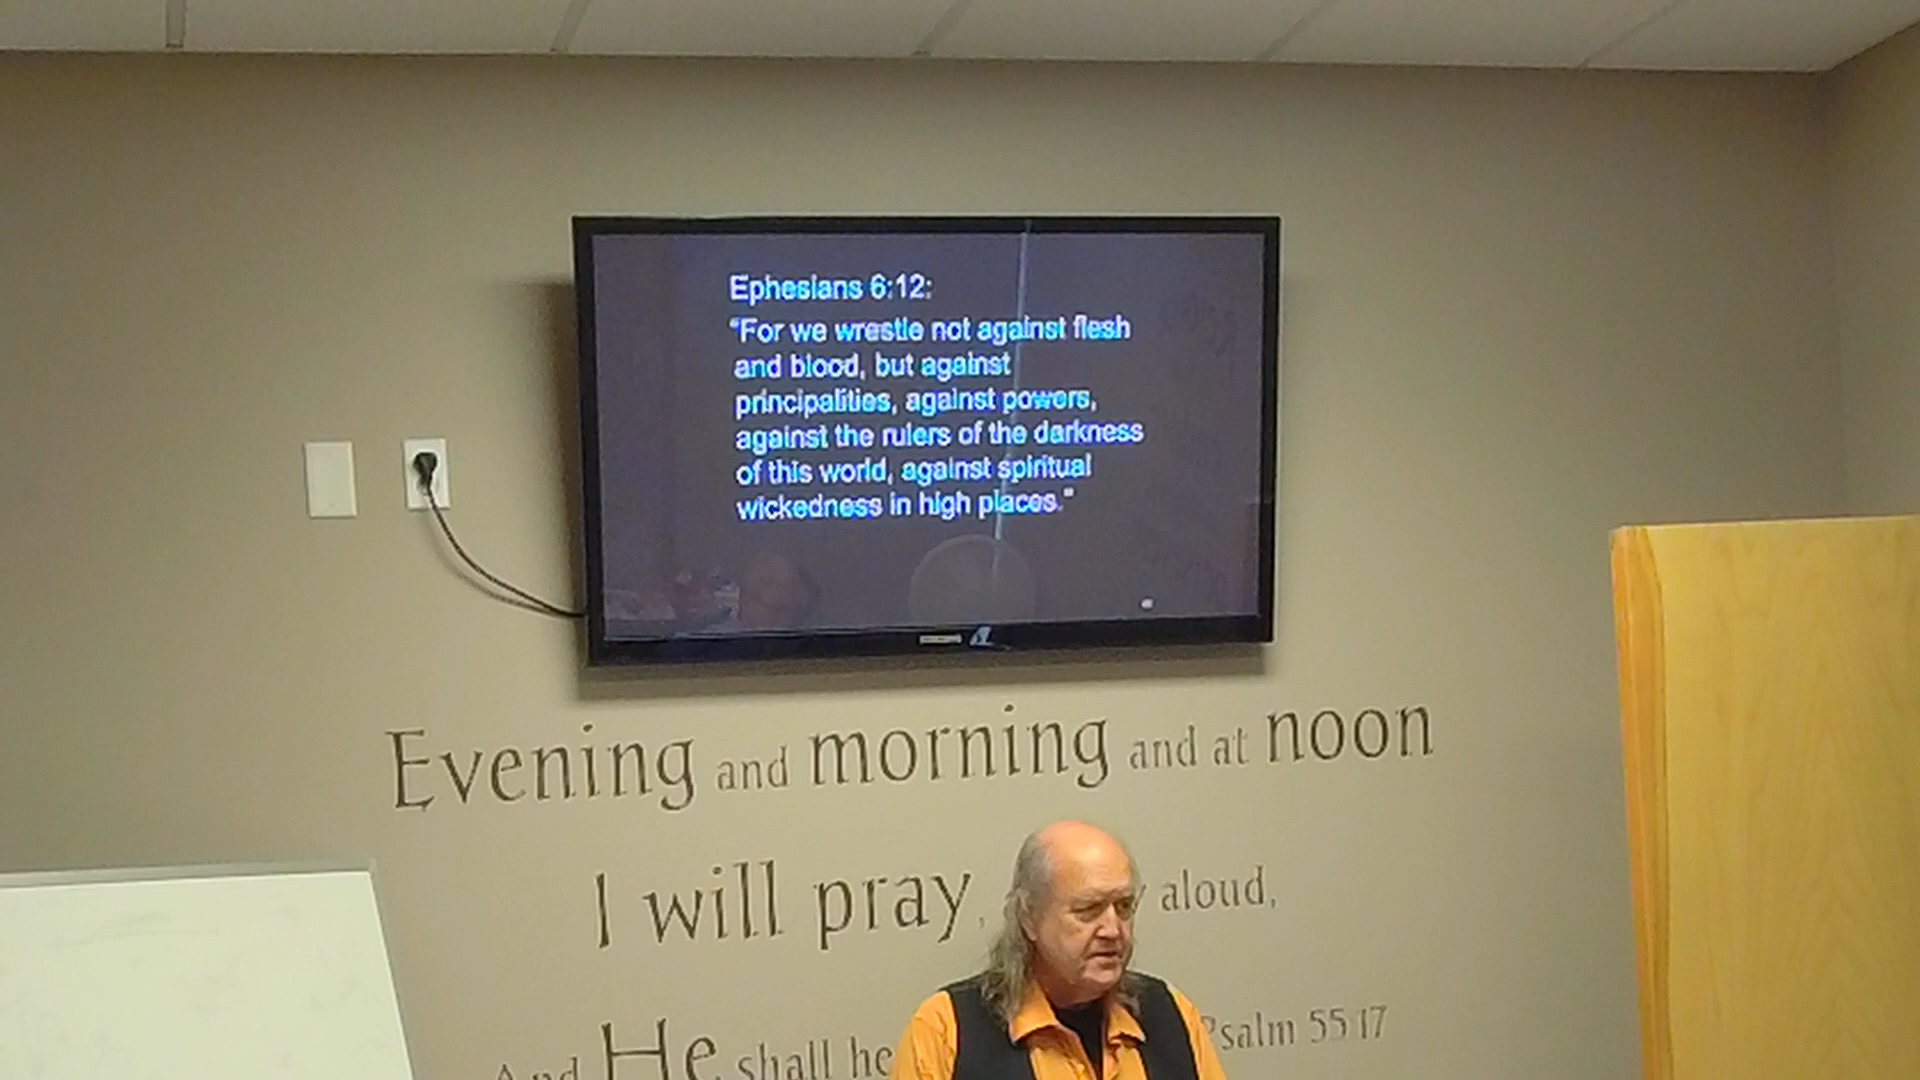 Ephesians 6:12:
"For we wrestle not against flesh
and blood, but against
principalities, against powers,
against the rulers of the darkness
of this world, against spiritual
wickedness in high places."
Evening and morning and at noon
I will pray, aloud,
And He shall he
Psalm 55 17